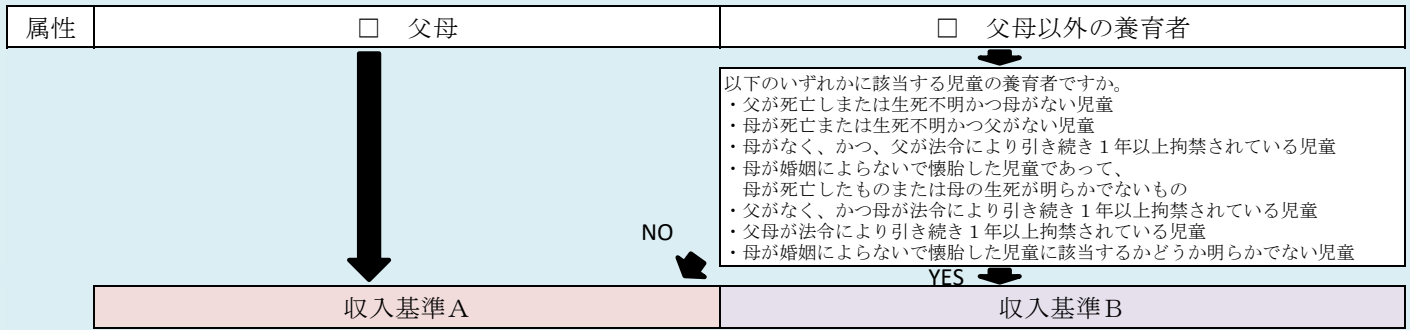 属性 □ 父母 □ 父母以外の養育者
以下のいずれかに該当する児童の養育者ですか。
・父が死亡しまたは生死不明かつ母がない児童
・母が死亡または生死不明かつ父がない児童
・母がなく、かつ、父が法令により引き続き１年以上拘禁されている児童
・母が婚姻によらないで懐胎した児童であって、
母が死亡したものまたは母の生死が明らかでないもの
・父がなく、かつ母が法令により引き続き１年以上拘禁されている児童
・父母が法令により引き続き１年以上拘禁されている児童
・母が婚姻によらないで懐胎した児童に該当するかどうか明らかでない児童
NO
YES
収入基準Ａ 収入基準Ｂ